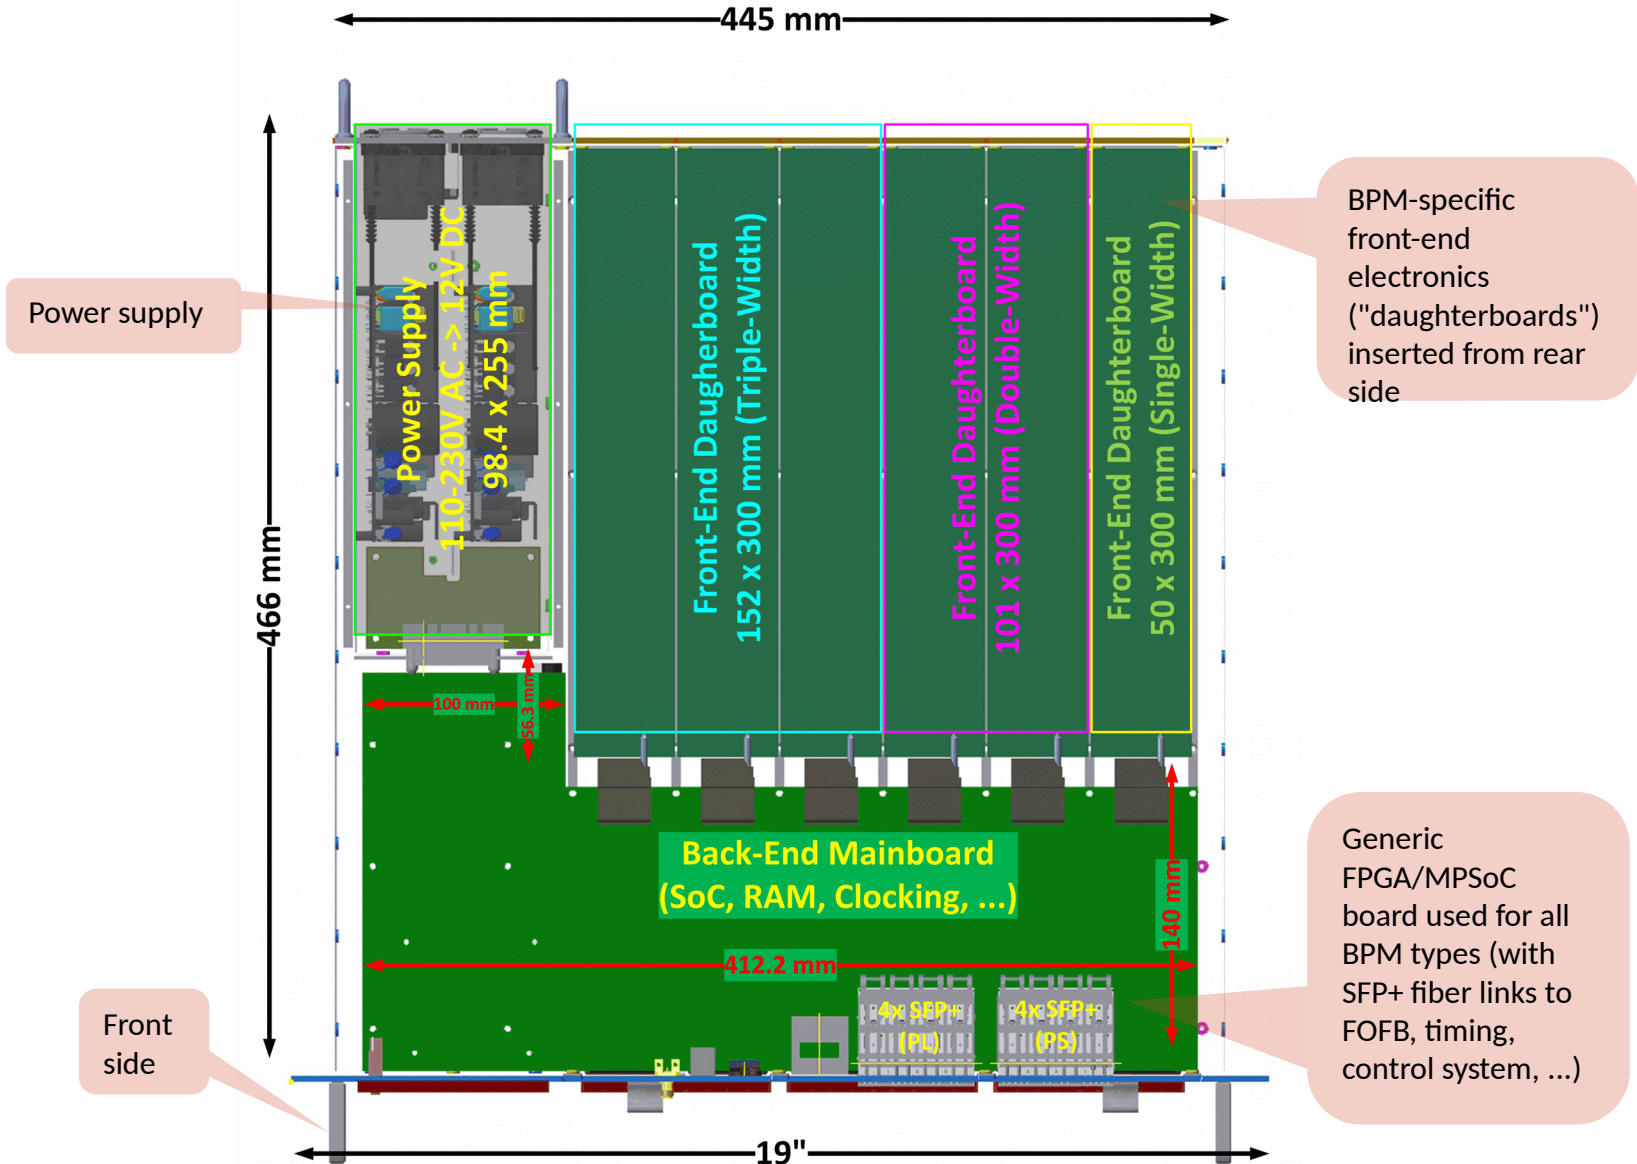 445 mm
466 mm
Power supply
Power Supply
110-230V AC -> 12V DC
98.4 x 255 mm
Front-End Daugherboard
152 x 300 mm (Triple-Width)
Front-End Daughterboard
101 x 300 mm (Double-Width)
Front-End Daughterboard
50 x 300 mm (Single-Width)
BPM-specific
front-end
electronics
("daughterboards")
inserted from rear
side
100 mm
56.3 mm
Back-End Mainboard
(SoC, RAM, Clocking, ...)
140 mm
412.2 mm
4x SFP+
(PL)
4x SFP+
(PS)
Generic
FPGA/MPSoC
board used for all
BPM types (with
SFP+ fiber links to
FOFB, timing,
control system, ...)
Front
side
19"